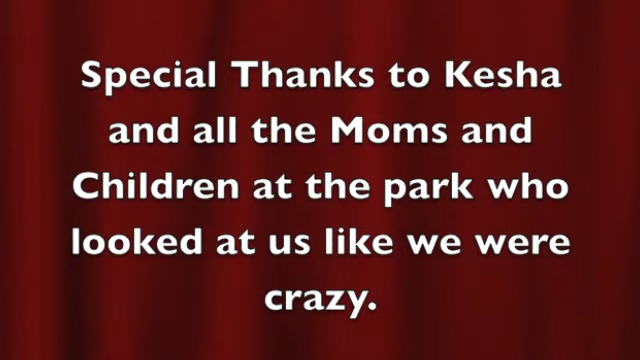 Special Thanks to Kesha
and all the Moms and
Children at the park who
looked at us like we were
crazy.